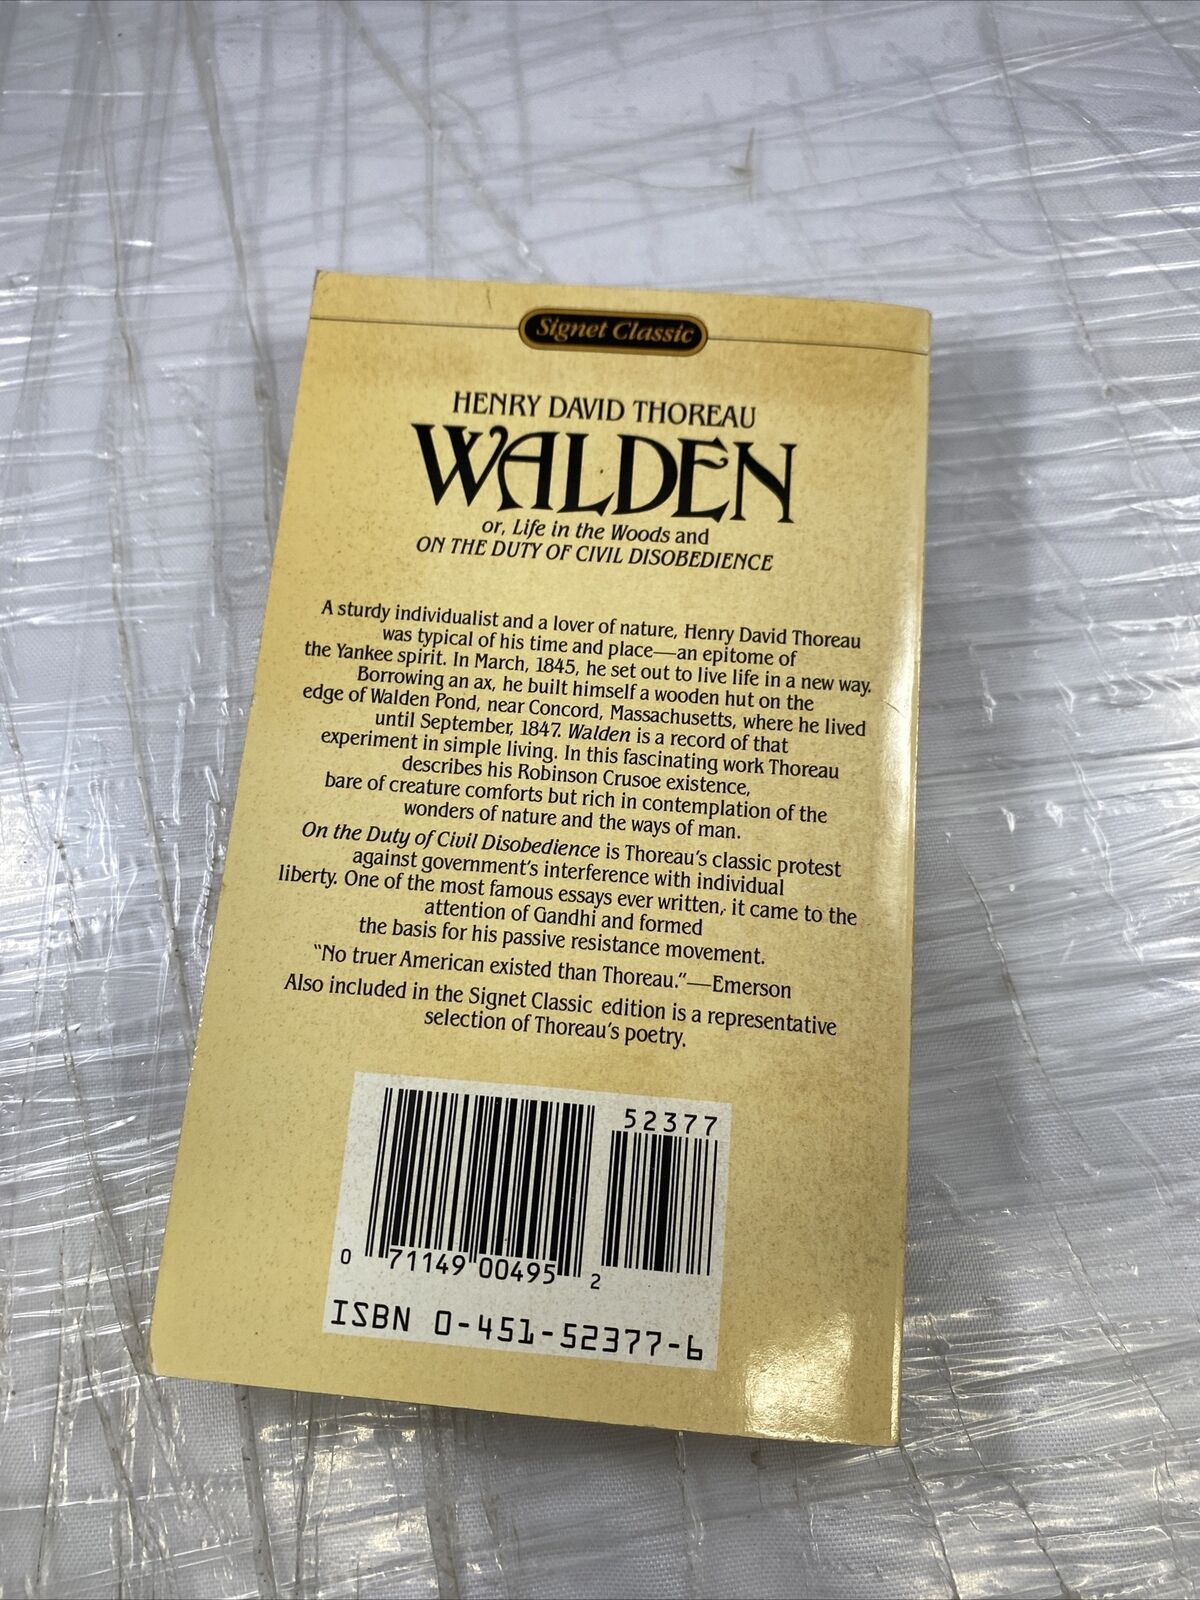 Signet Classic
HENRY DAVID THOREAU
WALDEN
or, Life in the Woods and
ON THE DUTY OF CIVIL DISOBEDIENCE
A sturdy individualist and a lover of nature, Henry David Thoreau
was typical of his time and place—an epitome of
the Yankee spirit. In March, 1845, he set out to live life in a new way.
Borrowing an ax, he built himself a wooden hut on the
edge of Walden Pond, near Concord, Massachusetts, where he lived
until September, 1847. Walden is a record of that
experiment in simple living. In this fascinating work Thoreau
describes his Robinson Crusoe existence,
bare of creature comforts but rich in contemplation of the
wonders of nature and the ways of man.
On the Duty of Civil Disobedience is Thoreau's classic protest
against government's interference with individual
liberty. One of the most famous essays ever written, it came to the
attention of Gandhi and formed
the basis for his passive resistance movement.
"No truer American existed than Thoreau."—Emerson
Also included in the Signet Classic edition is a representative
selection of Thoreau's poetry.
52377
0 71149 00495 2
ISBN 0-451-52377-6